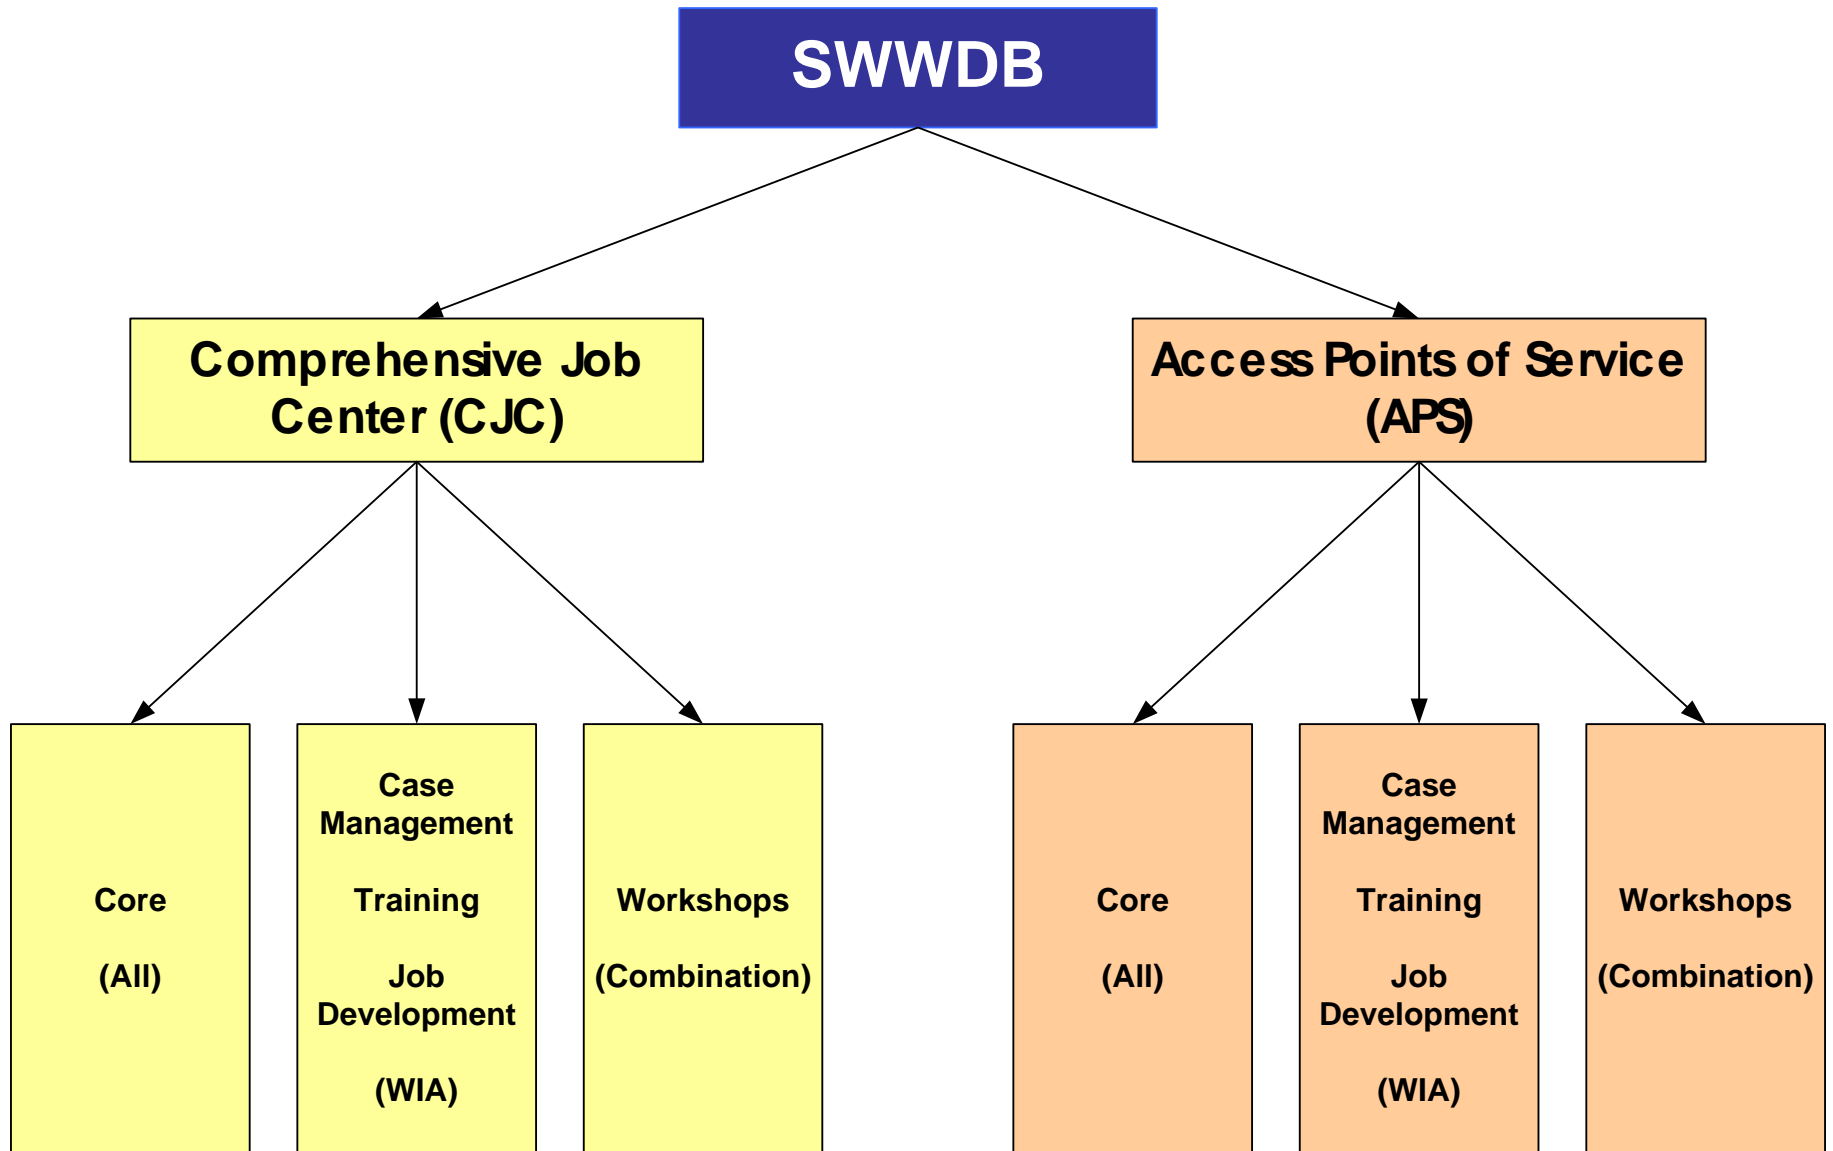 SWWDB
Comprehensive Job
Center (CJC)
Access Points of Service
(APS)
Core
(All)
Case
Management
Training
Job
Development
(WIA)
Workshops
(Combination)
Core
(All)
Case
Management
Training
Job
Development
(WIA)
Workshops
(Combination)